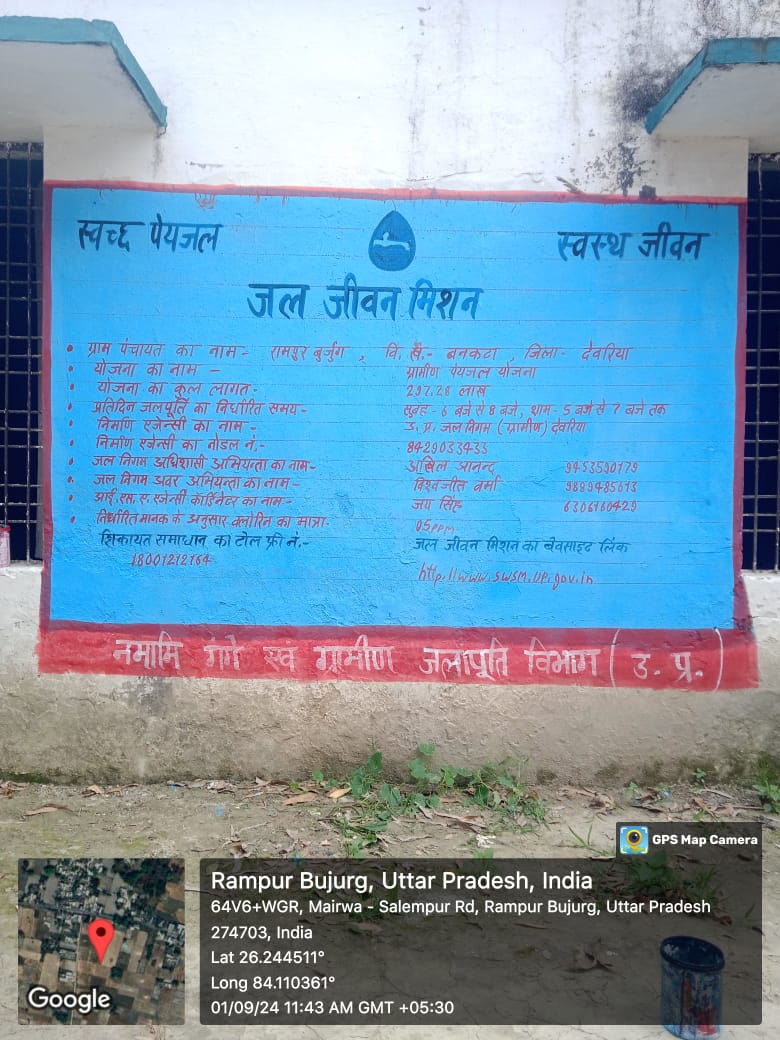 स्वच्छ पेयजल
स्वस्थ जीवन
जल जीवन मिशन
• ग्राम पंचायत का नाम- रामपुर बुर्जुग , वि. खं.- बनकटा , जिला- देवरिया
• योजना का नाम - ग्रामीण पेयजल योजना
• योजना का कुल लागत- 297.28 लाख
• प्रतिदिन जलपूर्ति का निर्धारित समय- सुबह- 6 बजे से 8 बजे, शाम- 5 बजे से 7 बजे तक
• निर्माण एजेन्सी का नाम - उ. प्र. जल निगम (ग्रामीण) देवरिया
• निर्माण एजेन्सी का नोडल नं.- 8429033433
• जल निगम अधिशासी अभियन्ता का नाम- आनन्द 9453590179
• जल निगम अवर अभियन्ता का नाम- विश्वजीत वर्मा 9889485613
• आई.एस.ए. एजेन्सी कोर्डिनेटर का नाम- जय सिंह 6306160429
• निर्धारित मानक के अनुसार क्लोरिन का मात्रा- 05PPm
शिकायत समाधान का टोल फ्री नं.- जल जीवन मिशन का वेबसाइट लिंक
18001212164 http://www.swsm.up.gov.in
नमामि गंगे एवं ग्रामीण जलापूर्ति विभाग (उ. प्र.)
GPS Map Camera
Rampur Bujurg, Uttar Pradesh, India
64V6+WGR, Mairwa - Salempur Rd, Rampur Bujurg, Uttar Pradesh
274703, India
Lat 26.244511°
Long 84.110361°
01/09/24 11:43 AM GMT +05:30
Google